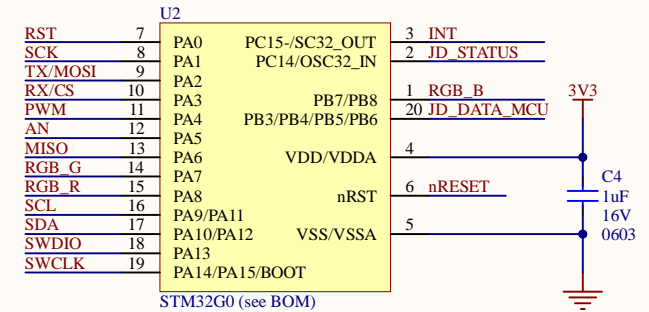 U2
RST 7 PA0 PC15-/SC32_OUT 3 INT
SCK 8 PA1 PC14/OSC32_IN 2 JD_STATUS
TX/MOSI 9 PA2
RX/CS 10 PA3 PB7/PB8 1 RGB_B
PWM 11 PA4 PB3/PB4/PB5/PB6 20 JD_DATA_MCU
3V3
AN 12 PA5
MISO 13 PA6 VDD/VDDA 4
RGB_G 14 PA7
RGB_R 15 PA8 nRST 6 nRESET
SCL 16 PA9/PA11
SDA 17 PA10/PA12 VSS/VSSA 5
SWDIO 18 PA13
SWCLK 19 PA14/PA15/BOOT
C4
1uF
16V
0603
STM32G0 (see BOM)